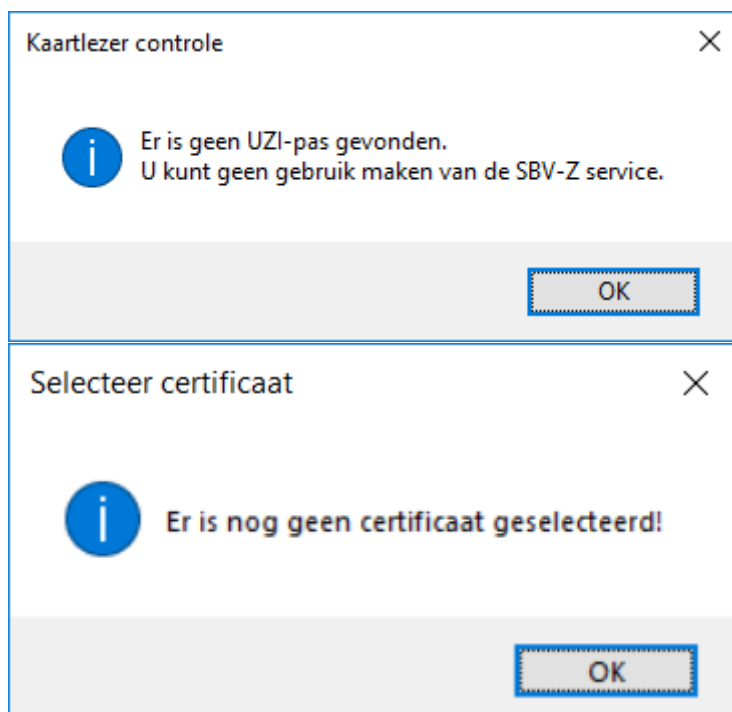 Kaartlezer controle
Er is geen UZI-pas gevonden.
U kunt geen gebruik maken van de SBV-Z service.
OK
Selecteer certificaat
Er is nog geen certificaat geselecteerd!
OK